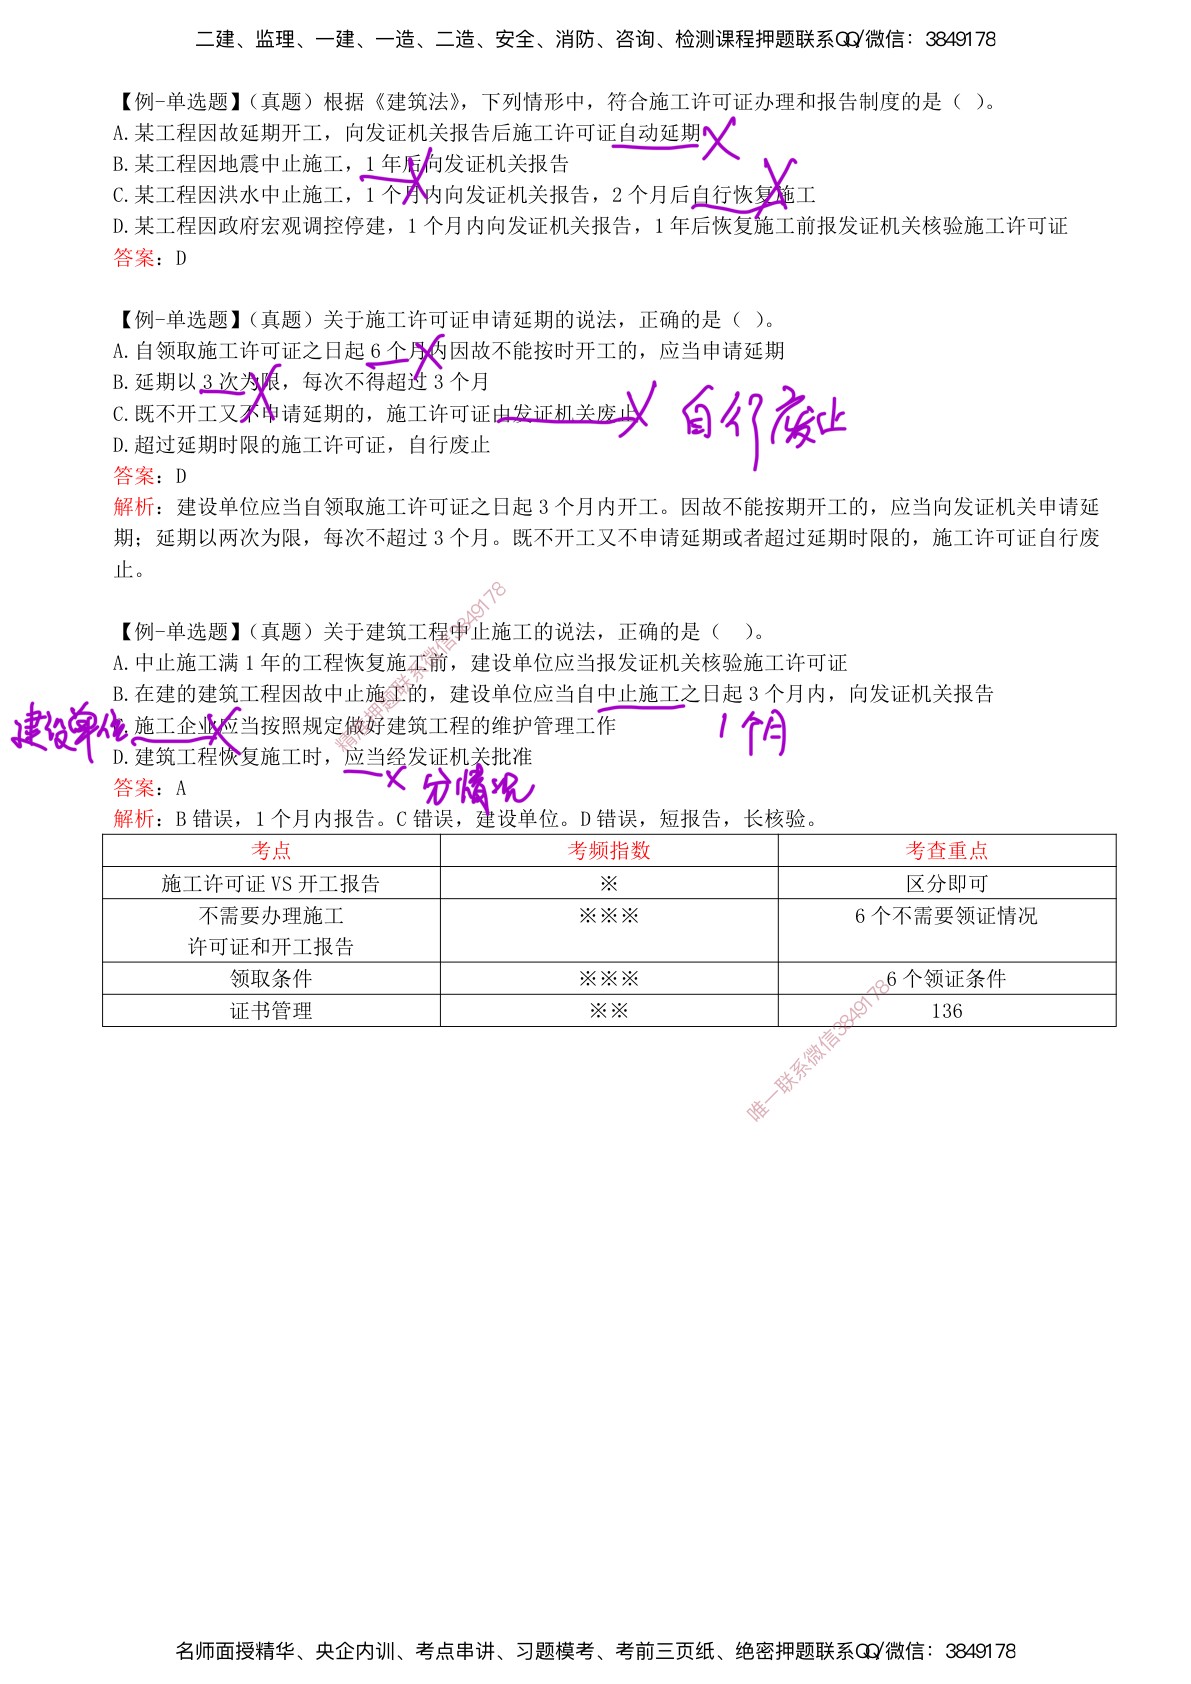 二建、监理、一建、一造、二造、安全、消防、咨询、检测课程押题联系QQ/微信：3849178
【例-单选题】（真题）根据《建筑法》，下列情形中，符合施工许可证办理和报告制度的是（ ）。
A.某工程因故延期开工，向发证机关报告后施工许可证自动延期
B.某工程因地震中止施工，1 年后向发证机关报告
C.某工程因洪水中止施工，1 个月内向发证机关报告，2 个月后自行恢复施工
D.某工程因政府宏观调控停建，1 个月内向发证机关报告，1 年后恢复施工前报发证机关核验施工许可证
答案：D
【例-单选题】（真题）关于施工许可证申请延期的说法，正确的是（ ）。
A.自领取施工许可证之日起 6 个月内因故不能按时开工的，应当申请延期
B.延期以 3 次为限，每次不得超过 3 个月
C.既不开工又不申请延期的，施工许可证由发证机关废止
自行废止
D.超过延期时限的施工许可证，自行废止
答案：D
解析：建设单位应当自领取施工许可证之日起 3 个月内开工。因故不能按期开工的，应当向发证机关申请延
期；延期以两次为限，每次不超过 3 个月。既不开工又不申请延期或者超过延期时限的，施工许可证自行废
止。
【例-单选题】（真题）关于建筑工程中止施工的说法，正确的是（ ）。
A.中止施工满 1 年的工程恢复施工前，建设单位应当报发证机关核验施工许可证
B.在建的建筑工程因故中止施工的，建设单位应当自中止施工之日起 3 个月内，向发证机关报告
建设单位
C.施工企业应当按照规定做好建筑工程的维护管理工作
1个月
D.建筑工程恢复施工时，应当经发证机关批准
分情况
答案：A
解析：B 错误，1 个月内报告。C 错误，建设单位。D 错误，短报告，长核验。
考点 考频指数 考查重点
施工许可证 VS 开工报告 ※ 区分即可
不需要办理施工 ※※※ 6 个不需要领证情况
许可证和开工报告
领取条件 ※※※ 6 个领证条件
证书管理 ※※ 136
精准押题联系微信3849178
唯一联系微信3849178
名师面授精华、央企内训、考点串讲、习题模考、考前三页纸、绝密押题联系QQ/微信：3849178